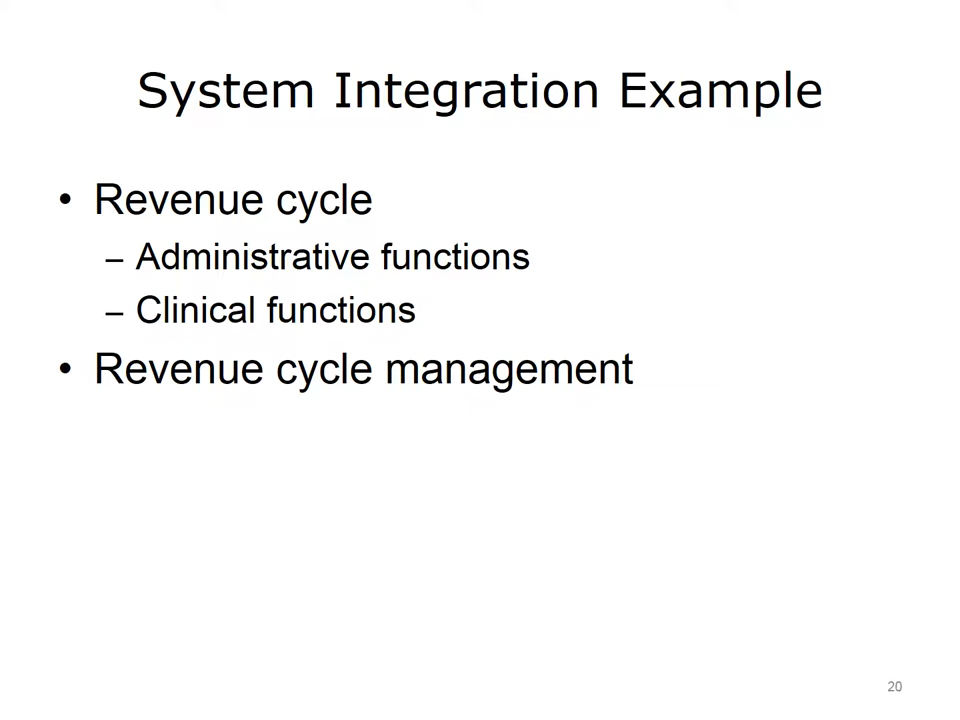 System Integration Example
• Revenue cycle
– Administrative functions
– Clinical functions
• Revenue cycle management
20